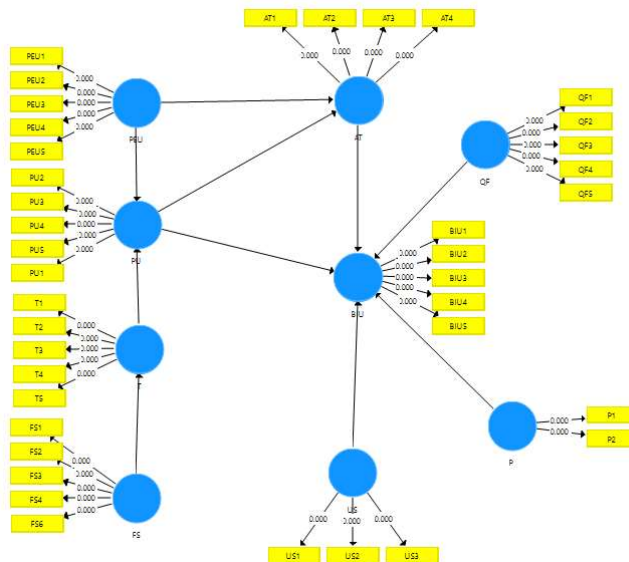 AT1 AT2 AT3 AT4
0.000 0.000 0.000 0.000
AT
PEU1
PEU2
PEU3
PEU4
PEU5
0.000
0.000
0.000
0.000
0.000
PEU
QF1
QF2
QF3
QF4
QF5
0.000
0.000
0.000
0.000
0.000
QF
PU2
PU3
PU4
PU5
PU1
0.000
0.000
0.000
0.000
0.000
PU
BIU1
BIU2
BIU3
BIU4
BIU5
0.000
0.000
0.000
0.000
0.000
BIU
T1
T2
T3
T4
T5
0.000
0.000
0.000
0.000
0.000
T
P1
P2
0.000
0.000
P
FS1
FS2
FS3
FS4
FS6
0.000
0.000
0.000
0.000
0.000
FS
US
0.000 0.000 0.000
US1 US2 US3